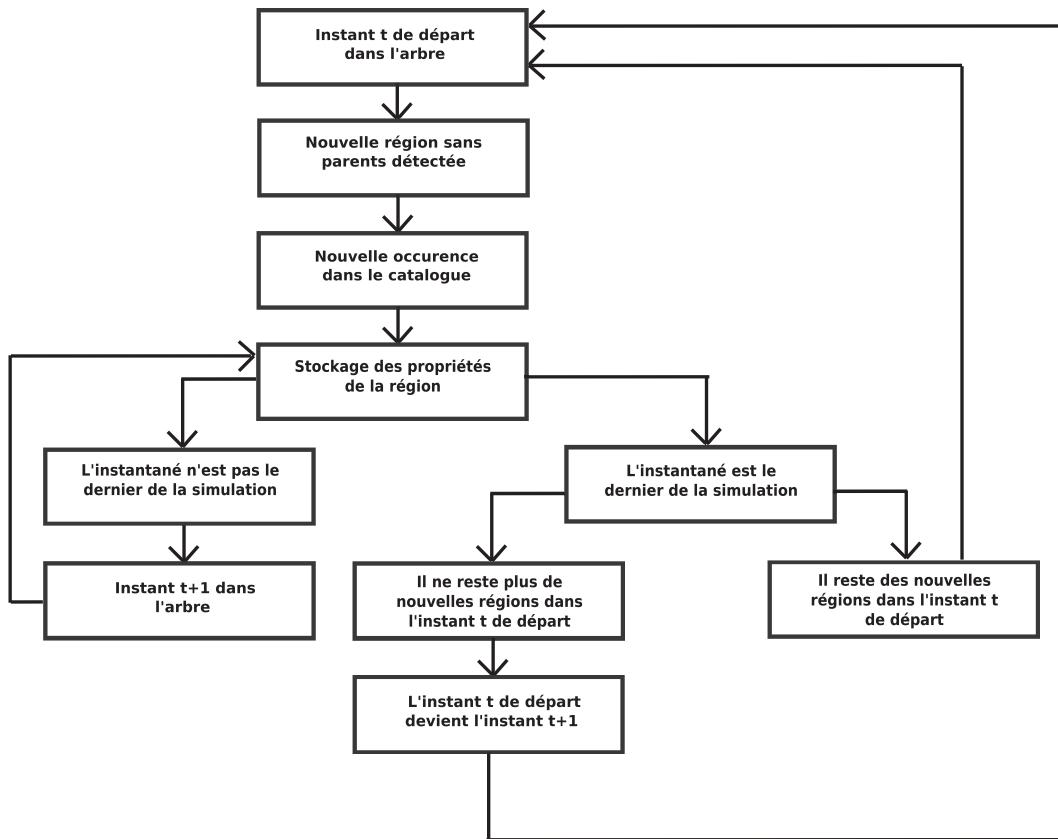 Instant t de départ
dans l'arbre
Nouvelle région sans
parents détectée
Nouvelle occurence
dans le catalogue
Stockage des propriétés
de la région
L'instantané n'est pas le
dernier de la simulation
L'instantané est le
dernier de la simulation
Instant t+1 dans
l'arbre
Il ne reste plus de
nouvelles régions dans
l'instant t de départ
Il reste des nouvelles
régions dans l'instant t
de départ
L'instant t de départ
devient l'instant t+1